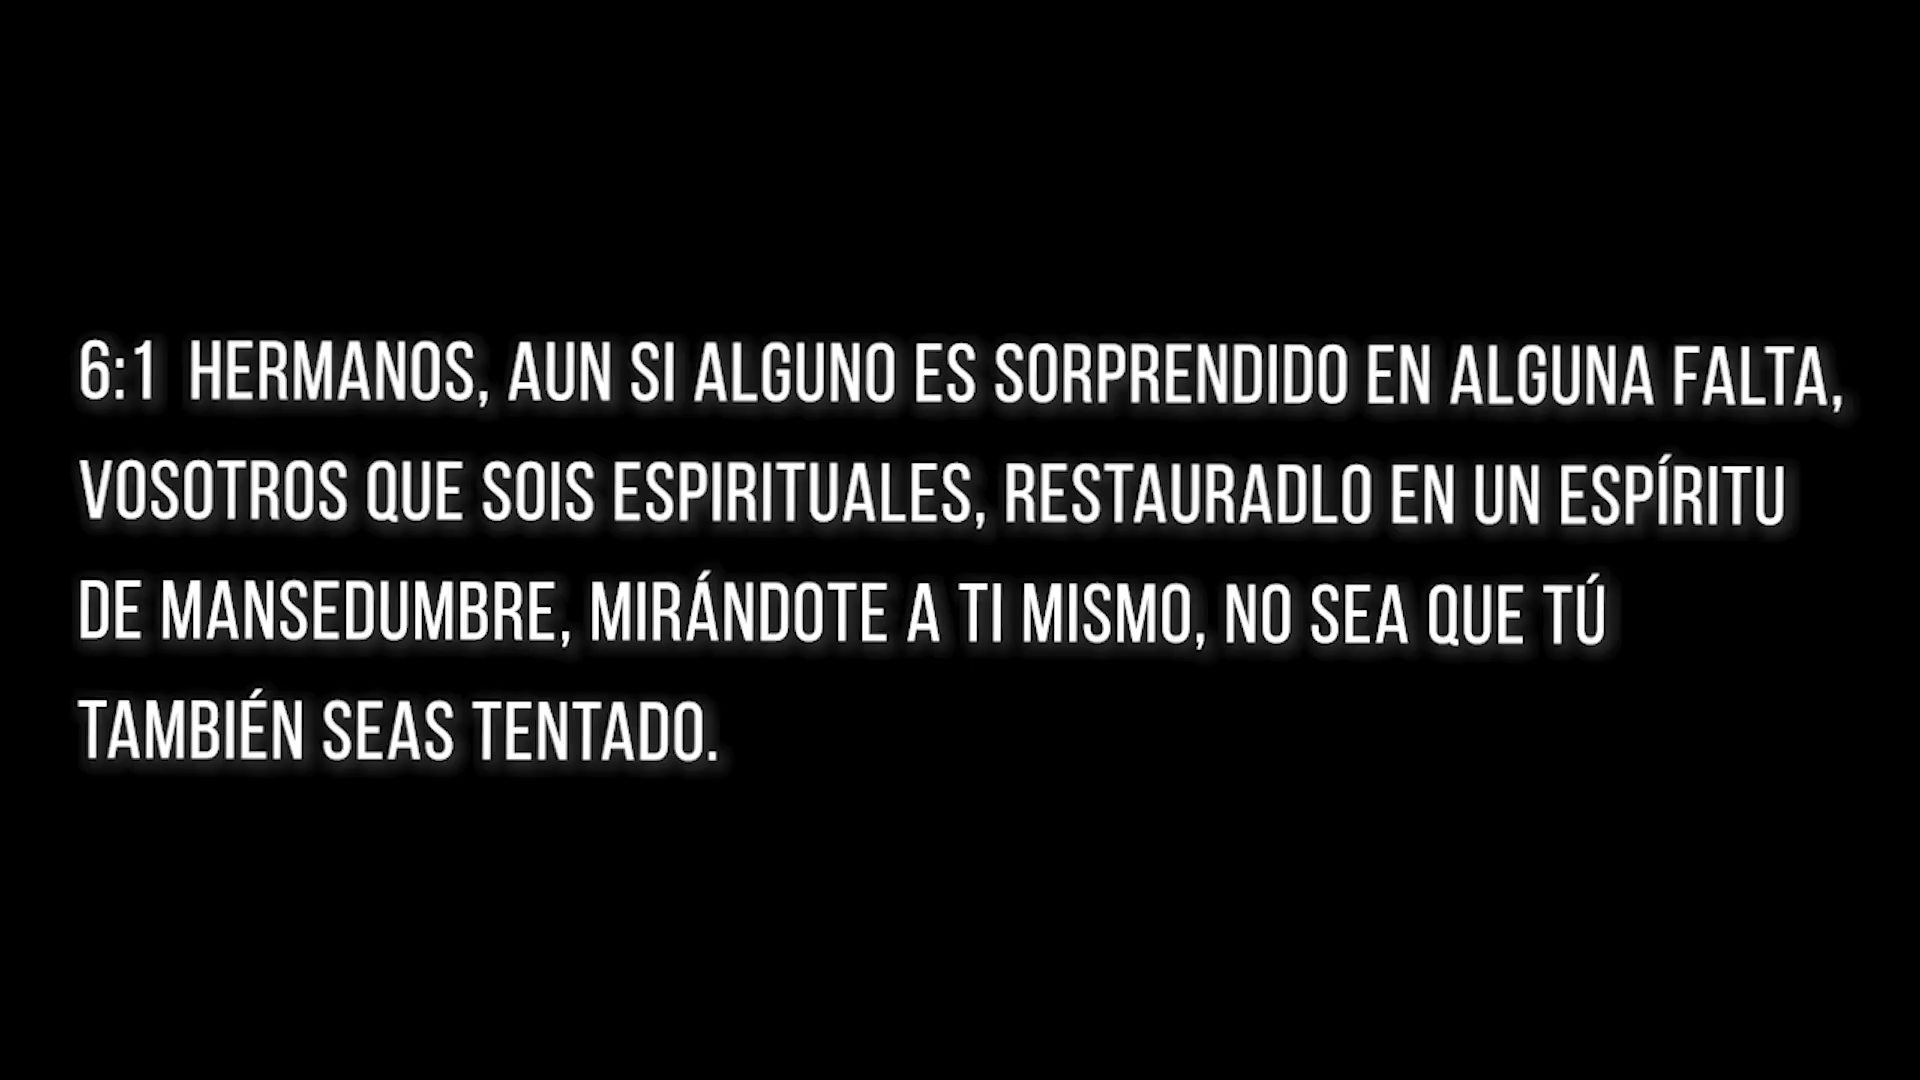 6:1 HERMANOS, AUN SI ALGUNO ES SORPRENDIDO EN ALGUNA FALTA,
VOSOTROS QUE SOIS ESPIRITUALES, RESTAURADLO EN UN ESPÍRITU
DE MANSEDUMBRE, MIRÁNDOTE A TI MISMO, NO SEA QUE TÚ
TAMBIÉN SEAS TENTADO.